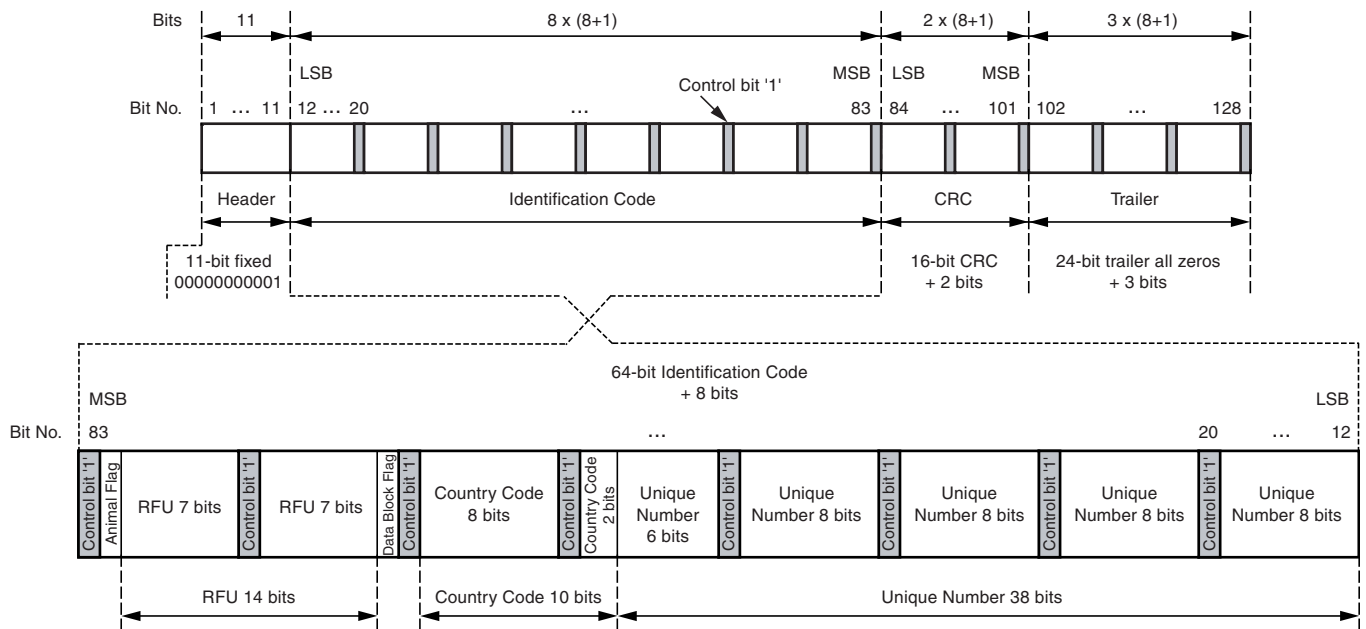 Bits 11 8 x (8+1) 2 x (8+1) 3 x (8+1)
LSB MSB LSB MSB
Control bit '1'
Bit No. 1 ... 11 12 ... 20 ... 83 84 ... 101 102 ... 128
Header Identification Code CRC Trailer
11-bit fixed
00000000001
16-bit CRC
+ 2 bits
24-bit trailer all zeros
+ 3 bits
64-bit Identification Code
+ 8 bits
MSB LSB
Bit No. 83 ... 20 ... 12
Control bit '1'
Animal Flag
RFU 7 bits
Control bit '1'
RFU 7 bits
Data Block Flag
Control bit '1'
Country Code
8 bits
Control bit '1'
Country Code
2 bits
Unique
Number
6 bits
Control bit '1'
Unique
Number 8 bits
Control bit '1'
Unique
Number 8 bits
Control bit '1'
Unique
Number 8 bits
Control bit '1'
Unique
Number 8 bits
RFU 14 bits Country Code 10 bits Unique Number 38 bits